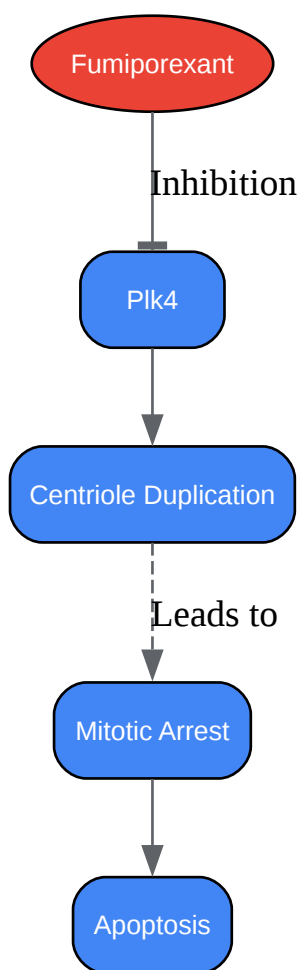 Fumiporexant
Inhibition
Plk4
Centriole Duplication
Leads to
Mitotic Arrest
Apoptosis